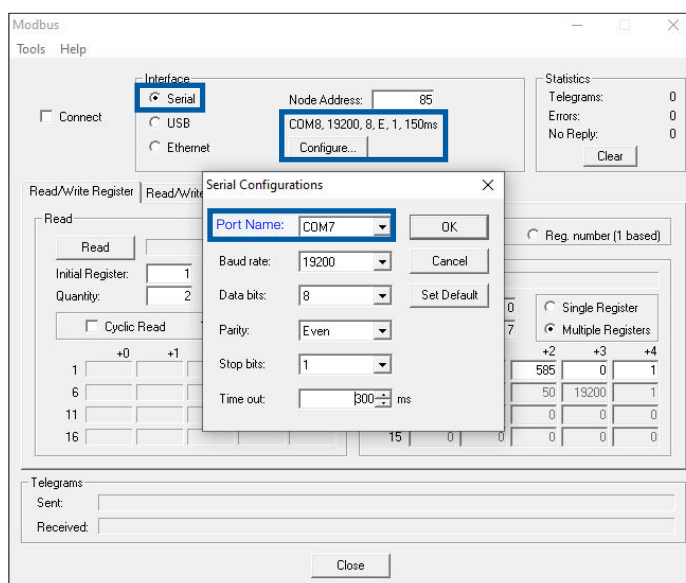 Modbus
Tools Help
Interface
Serial
USB
Ethernet
Connect
Node Address: 85
COM8, 19200, 8, E, 1, 150ms
Configure...
Statistics
Telegrams: 0
Errors: 0
No Reply: 0
Clear
Read/Write Register
Read/Write
Read
Read
Initial Register: 1
Quantity: 2
Cyclic Read
+0 +1
1
6
11
16
Serial Configurations
Port Name: COM7
Baud rate: 19200
Data bits: 8
Parity: Even
Stop bits: 1
Time out: 300 ms
OK
Cancel
Set Default
Reg. number (1 based)
0
7
Single Register
Multiple Registers
+2 +3 +4
585 0 1
50 19200 1
0 0 0
15 0 0 0 0 0
Telegrams
Sent:
Received:
Close